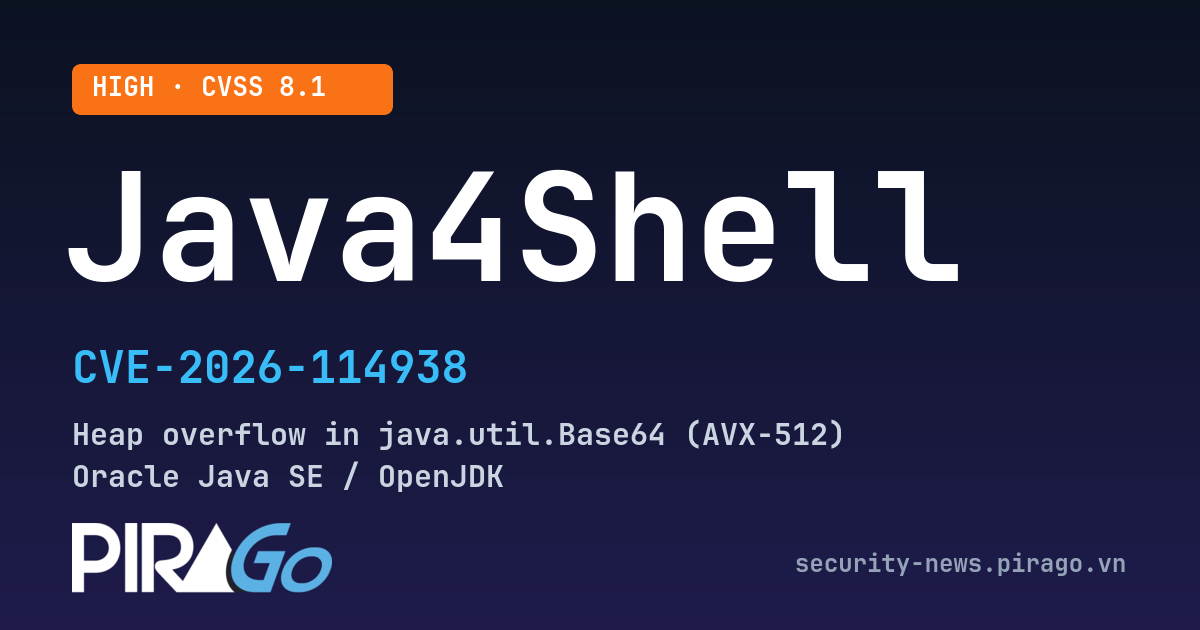 HIGH · CVSS 8.1
Java4Shell
CVE-2026-114938
Heap overflow in java.util.Base64 (AVX-512)
Oracle Java SE / OpenJDK
PIRAGo
security-news.pirago.vn